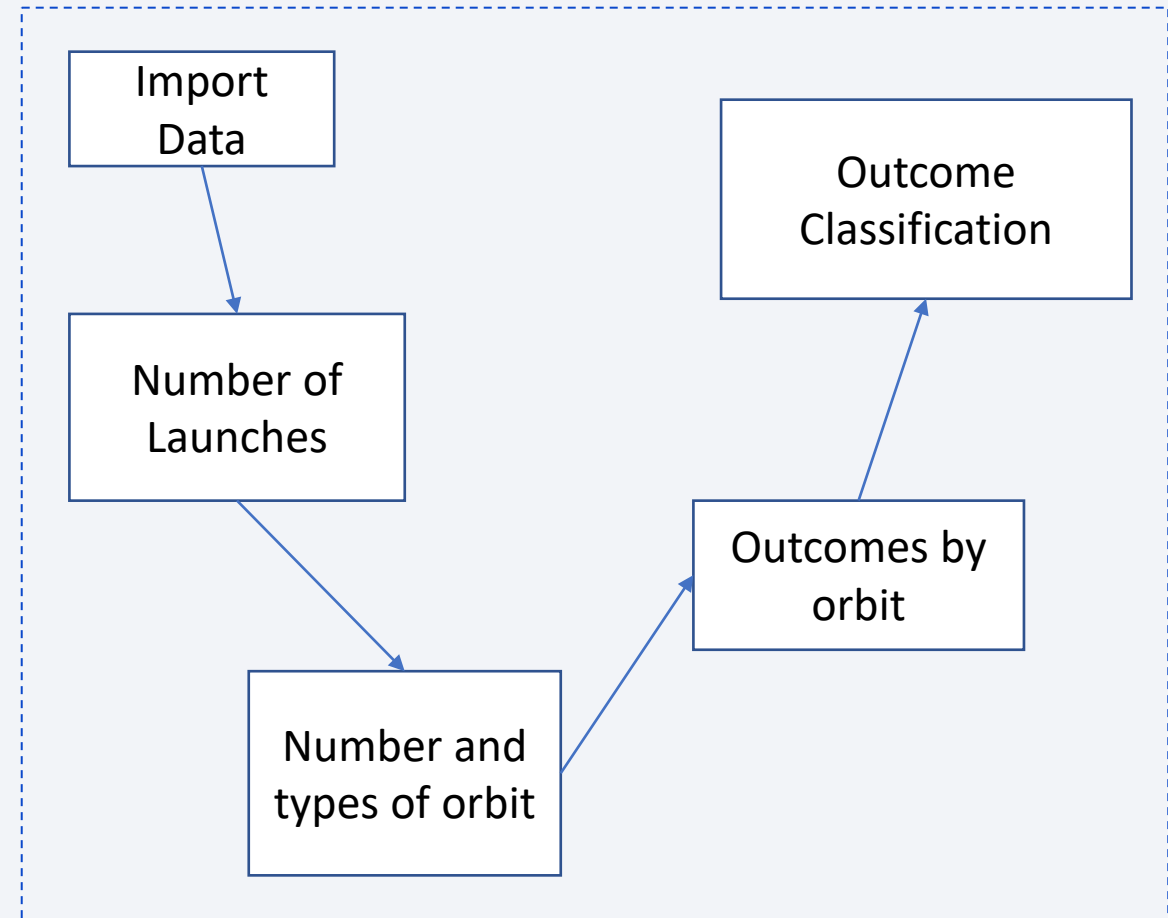 Import
Data
Number of
Launches
Number and
types of orbit
Outcomes by
orbit
Outcome
Classification